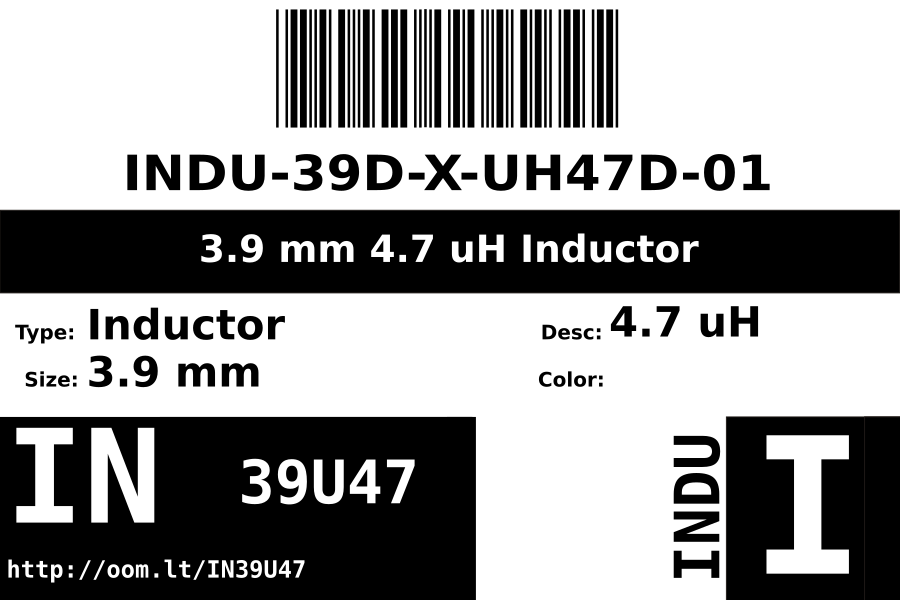 INDU-39D-X-UH47D-01
3.9 mm 4.7 uH Inductor
Type: Inductor
Desc: 4.7 uH
Size: 3.9 mm
Color:
IN
39U47
http://oom.lt/IN39U47
INDU
I